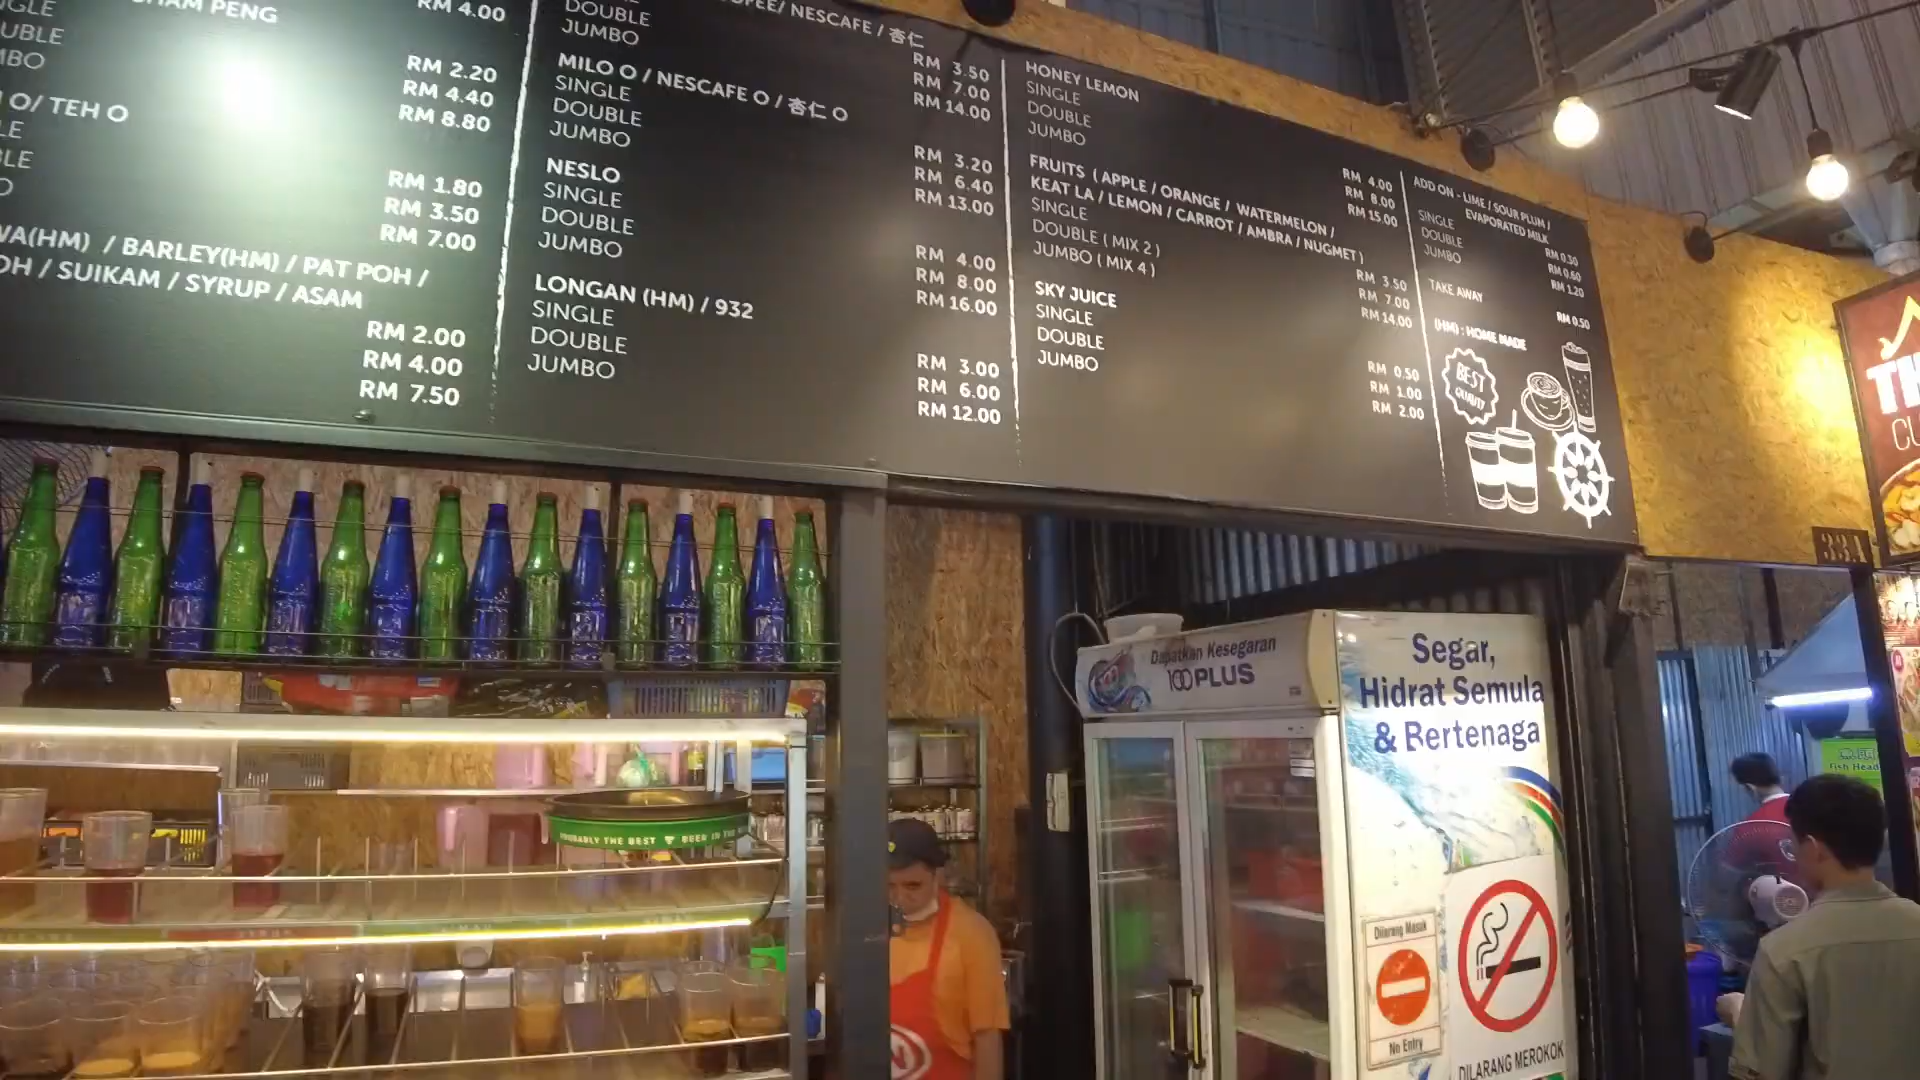 SHAM PENG
RM 4.00
RM 2.20
RM 4.40
RM 8.80
O/ TEH O
RM 1.80
RM 3.50
RM 7.00
(HM) / BARLEY(HM) / PAT POH /
/ SUIKAM / SYRUP / ASAM
RM 2.00
RM 4.00
RM 7.50
NESCAFE / 杏仁
DOUBLE
JUMBO
RM 3.50
RM 7.00
RM 14.00
MILO O / NESCAFE O / 杏仁 O
SINGLE
DOUBLE
JUMBO
RM 3.20
RM 6.40
RM 13.00
NESLO
SINGLE
DOUBLE
JUMBO
RM 4.00
RM 8.00
RM 16.00
LONGAN (HM) / 932
SINGLE
DOUBLE
JUMBO
RM 3.00
RM 6.00
RM 12.00
HONEY LEMON
SINGLE
DOUBLE
JUMBO
RM 4.00
RM 8.00
RM 15.00
FRUITS ( APPLE / ORANGE / WATERMELON /
KEAT LA / LEMON / CARROT / AMBRA / NUGMET )
SINGLE
DOUBLE ( MIX 2 )
JUMBO ( MIX 4 )
RM 3.50
RM 7.00
RM 14.00
SKY JUICE
SINGLE
DOUBLE
JUMBO
RM 0.50
RM 1.00
RM 2.00
ADD ON - LIME / SOUR PLUM /
EVAPORATED MILK
SINGLE
DOUBLE
JUMBO
RM 0.30
RM 0.60
RM 1.20
TAKE AWAY
RM 0.50
(HM) : HOME MADE
BEST
QUALITY
33A
Dapatkan Kesegaran
100PLUS
Segar,
Hidrat Semula
& Bertenaga
PROBABLY THE BEST BEER IN THE
Dilarang Masuk
No Entry
DILARANG MEROKOK
Fish Head